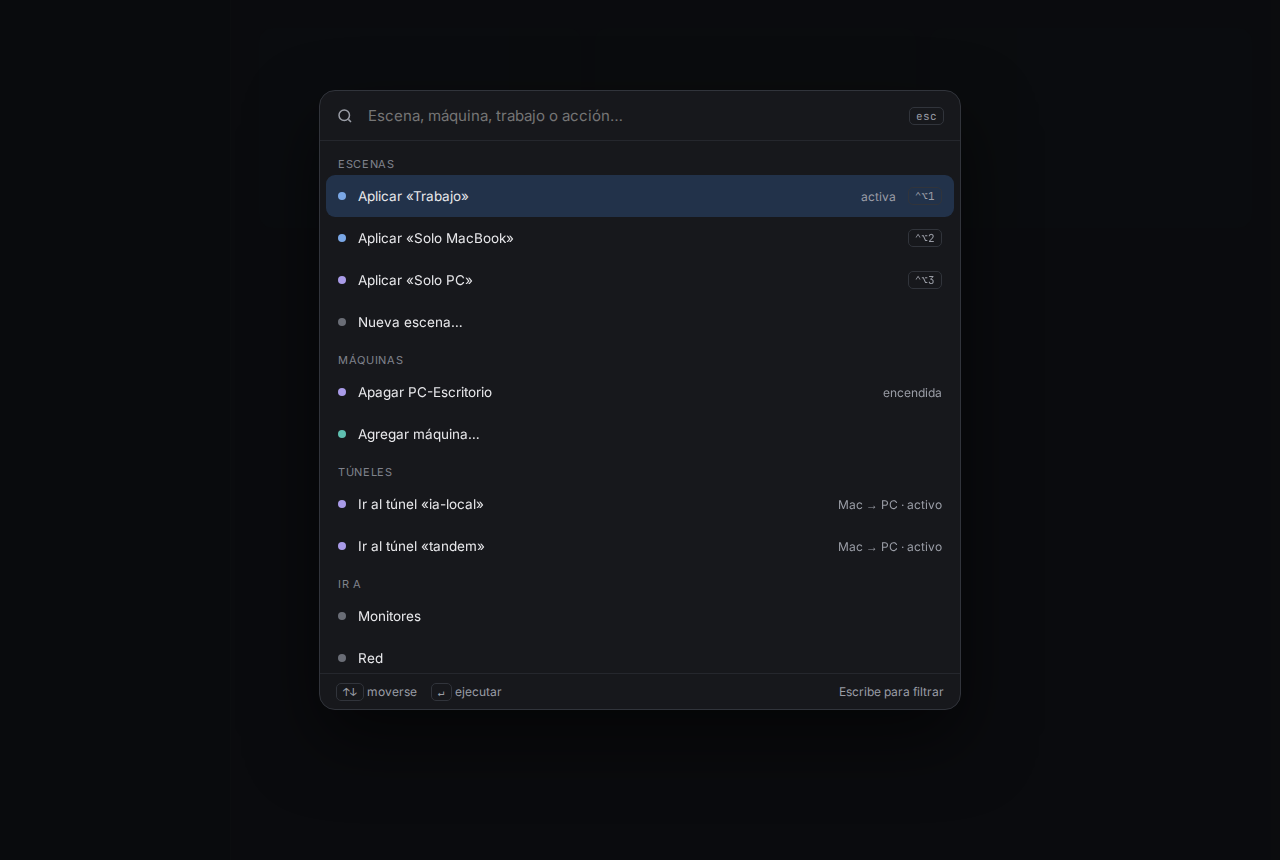 Escena, máquina, trabajo o acción… esc
ESCENAS
Aplicar «Trabajo» activa ⌃⌥1
Aplicar «Solo MacBook» ⌃⌥2
Aplicar «Solo PC» ⌃⌥3
Nueva escena…
MÁQUINAS
Apagar PC-Escritorio encendida
Agregar máquina…
TÚNELES
Ir al túnel «ia-local» Mac → PC · activo
Ir al túnel «tandem» Mac → PC · activo
IR A
Monitores
Red
↑↓ moverse ↵ ejecutar Escribe para filtrar